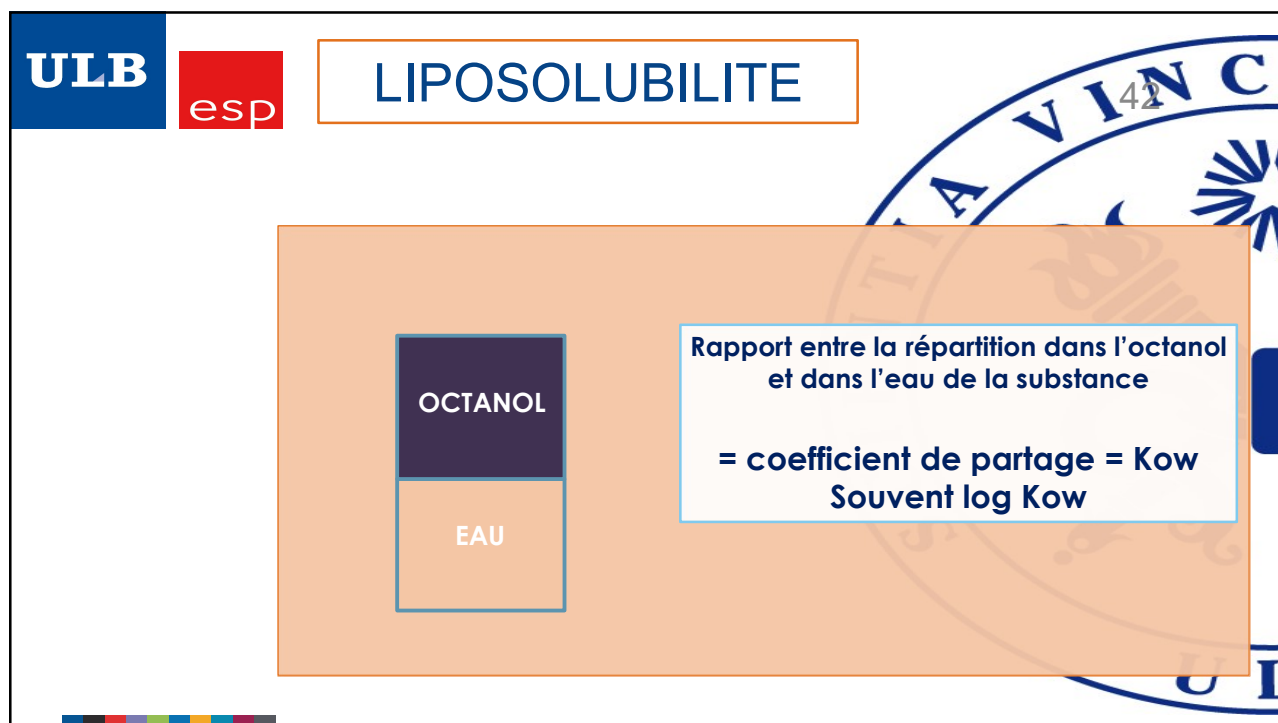 ULB
esp
LIPOSOLUBILITE
42
VINC
OCTANOL
EAU
Rapport entre la répartition dans l’octanol
et dans l’eau de la substance
= coefficient de partage = Kow
Souvent log Kow